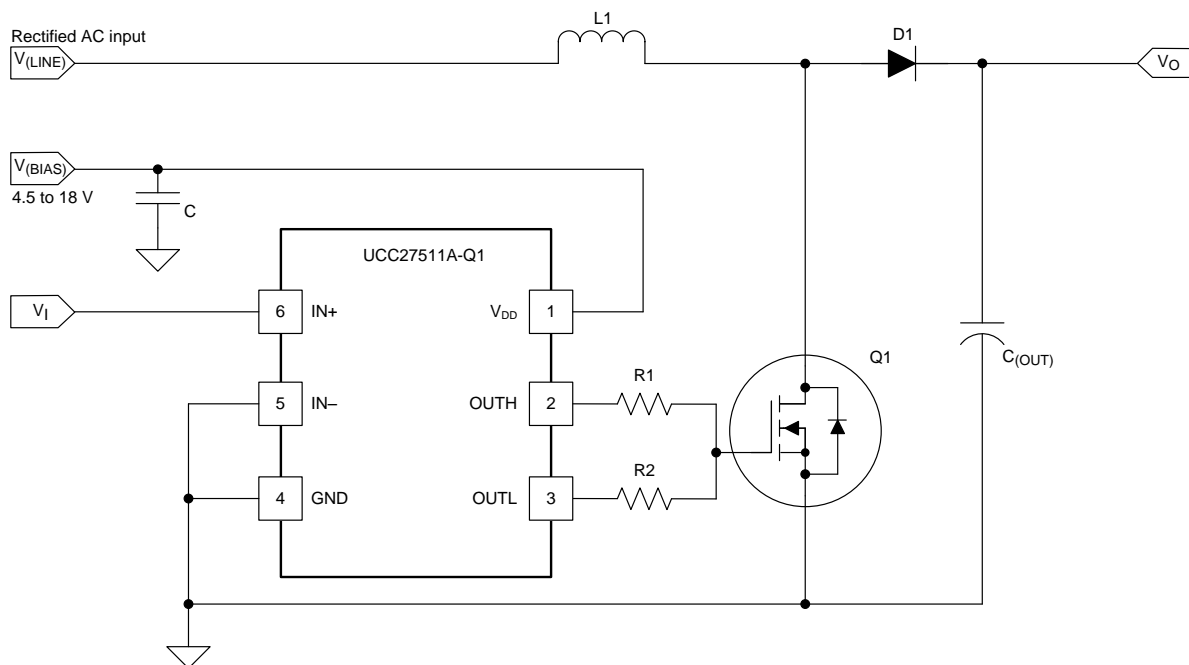 L1
D1
Rectified AC input
V(LINE)
VO
V(BIAS)
4.5 to 18 V
C
UCC27511A-Q1
VI
6 IN+
VDD 1
C(OUT)
Q1
R1
5 IN–
OUTH 2
R2
4 GND
OUTL 3